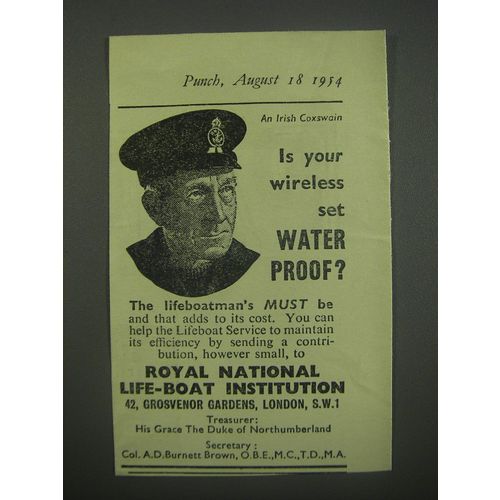 Punch, August 18 1954
An Irish Coxswain
Is your
wireless
set
WATER
PROOF?
The lifeboatman's MUST be
and that adds to its cost. You can
help the Lifeboat Service to maintain
its efficiency by sending a contri-
bution, however small, to
ROYAL NATIONAL
LIFE-BOAT INSTITUTION
42, GROSVENOR GARDENS, LONDON, S.W.1
Treasurer:
His Grace The Duke of Northumberland
Secretary:
Col. A.D. Burnett Brown, O.B.E., M.C., T.D., M.A.